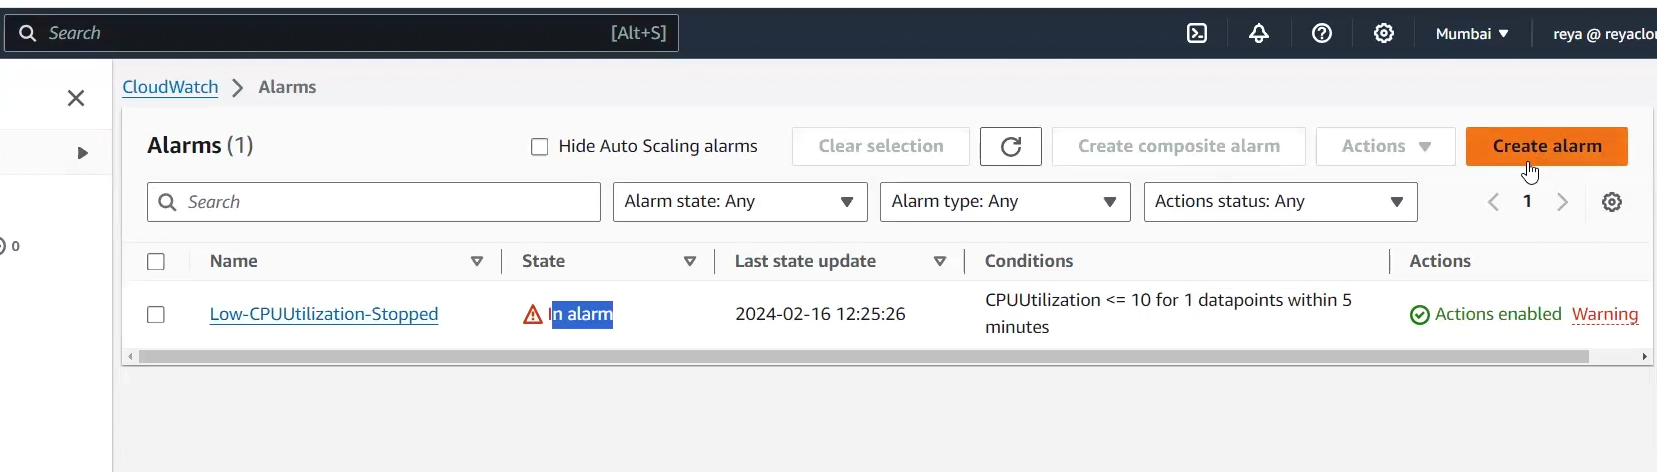 Search [Alt+S] Mumbai reya @ reyaclo
CloudWatch Alarms
Alarms (1) Hide Auto Scaling alarms Clear selection Create composite alarm Actions Create alarm
Search Alarm state: Any Alarm type: Any Actions status: Any 1
0
Name State Last state update Conditions Actions
Low-CPUUtilization-Stopped In alarm 2024-02-16 12:25:26 CPUUtilization <= 10 for 1 datapoints within 5 Actions enabled Warning
minutes